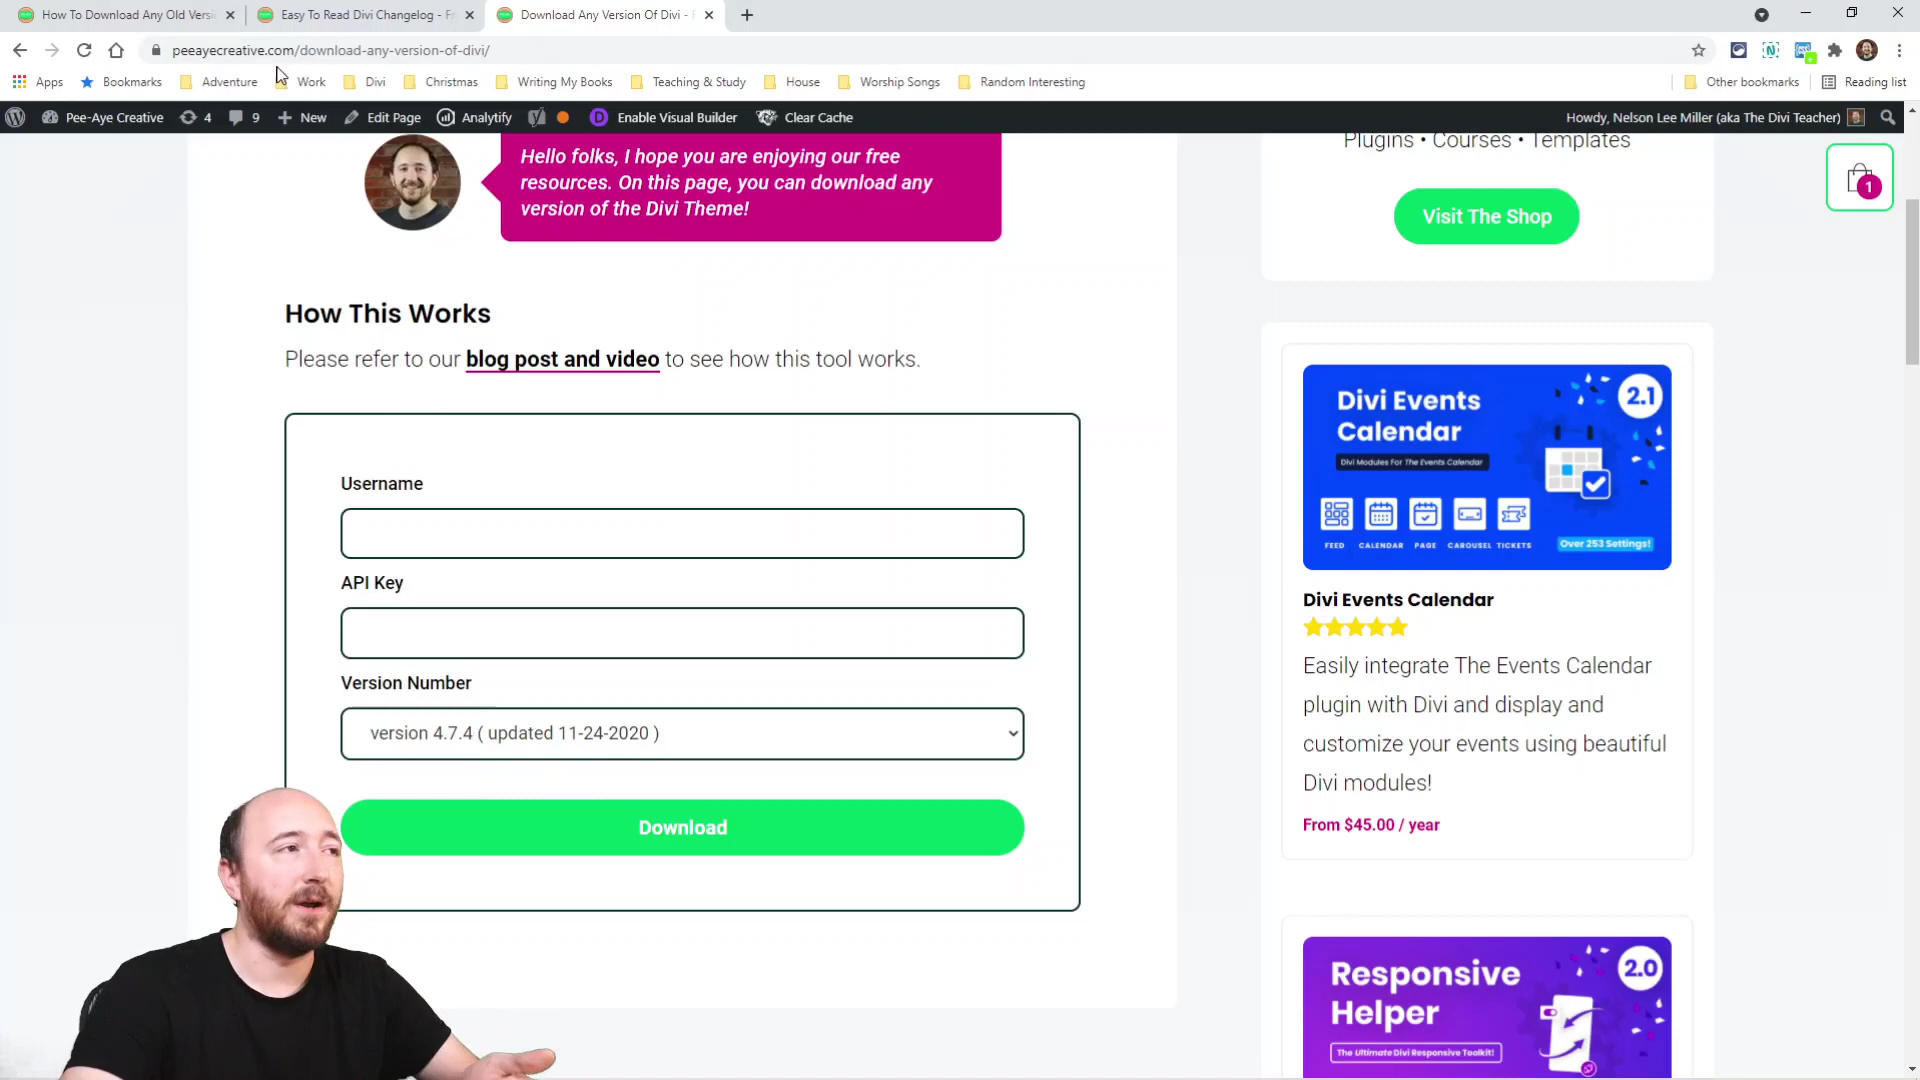 How To Download Any Old Versi
Easy To Read Divi Changelog - Fr
Download Any Version Of Divi - F
peeayecreative.com/download-any-version-of-divi/
Apps
Bookmarks
Adventure
Work
Divi
Christmas
Writing My Books
Teaching & Study
House
Worship Songs
Random Interesting
Other bookmarks
Reading list
Pee-Aye Creative
4
9
New
Edit Page
Analytify
Enable Visual Builder
Clear Cache
Howdy, Nelson Lee Miller (aka The Divi Teacher)
Hello folks, I hope you are enjoying our free
resources. On this page, you can download any
version of the Divi Theme!
How This Works
Please refer to our blog post and video to see how this tool works.
Username
API Key
Version Number
version 4.7.4 ( updated 11-24-2020 )
Download
Plugins • Courses • Templates
Visit The Shop
1
Divi Events
Calendar
2.1
Divi Modules For The Events Calendar
FEED CALENDAR PAGE CAROUSEL TICKETS
Over 253 Settings!
Divi Events Calendar
Easily integrate The Events Calendar
plugin with Divi and display and
customize your events using beautiful
Divi modules!
From $45.00 / year
Responsive
Helper
2.0
The Ultimate Divi Responsive Toolkit!